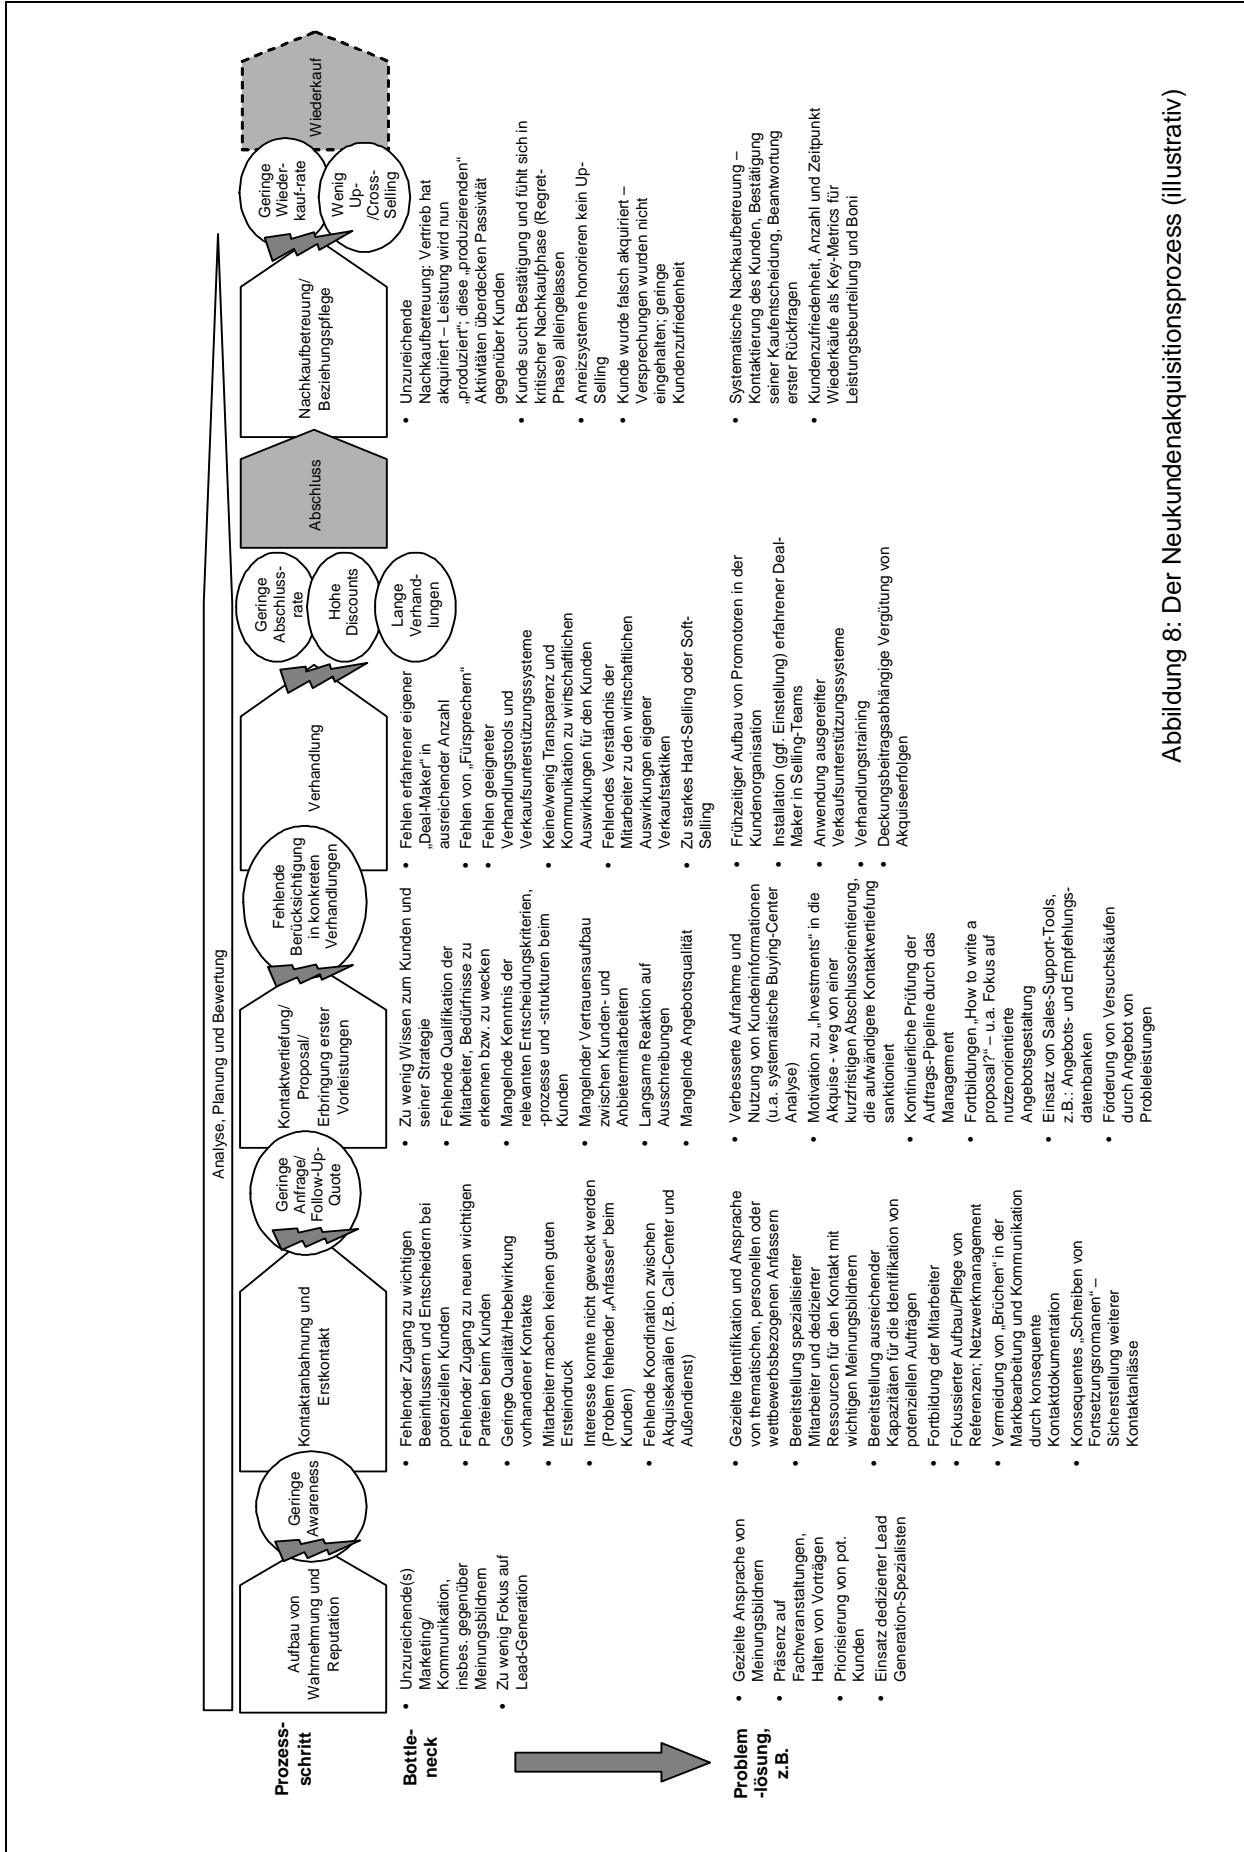 Analyse, Planung und Bewertung
Prozess-
schritt
Aufbau von
Wahrnehmung und
Reputation
Geringe
Awareness
Kontaktanbahnung und
Erstkontakt
Geringe
Anfrage/
Follow-Up-
Quote
Kontaktvertiefung/
Proposal/
Erbringung erster
Vorleistungen
Fehlende
Berücksichtigung
in konkreten
Verhandlungen
Verhandlung
Geringe
Abschluss-
rate
Hohe
Discounts
Lange
Verhand-
lungen
Abschluss
Nachkaufbetreuung/
Beziehungspflege
Geringe
Wieder-
kauf-rate
Wenig
Up-
/Cross-
Selling
Wiederkauf
Bottle-
neck
• Unzureichende(s)
Marketing/
Kommunikation,
insbes. gegenüber
Meinungsbildnern
• Zu wenig Fokus auf
Lead-Generation
• Fehlender Zugang zu wichtigen
Beeinflussern und Entscheidern bei
potenziellen Kunden
• Fehlender Zugang zu neuen wichtigen
Parteien beim Kunden
• Geringe Qualität/Hebelwirkung
vorhandener Kontakte
• Mitarbeiter machen keinen guten
Ersteindruck
• Interesse konnte nicht geweckt werden
(Problem fehlender „Anfasser“ beim
Kunden)
• Fehlende Koordination zwischen
Akquisekanälen (z.B. Call-Center und
Außendienst)
• Zu wenig Wissen zum Kunden und
seiner Strategie
• Fehlende Qualifikation der
Mitarbeiter, Bedürfnisse zu
erkennen bzw. zu wecken
• Mangelnde Kenntnis der
relevanten Entscheidungskriterien,
-prozesse und -strukturen beim
Kunden
• Mangelnder Vertrauensaufbau
zwischen Kunden- und
Anbietermitarbeitern
• Langsame Reaktion auf
Ausschreibungen
• Mangelnde Angebotsqualität
• Fehlen erfahrener eigener
„Deal-Maker“ in
ausreichender Anzahl
• Fehlen von „Fürsprechern“
• Fehlen geeigneter
Verhandlungstools und
Verkaufsunterstützungssysteme
• Keine/wenig Transparenz und
Kommunikation zu wirtschaftlichen
Auswirkungen für den Kunden
• Fehlendes Verständnis der
Mitarbeiter zu den wirtschaftlichen
Auswirkungen eigener
Verkaufstaktiken
• Zu starkes Hard-Selling oder Soft-
Selling
• Unzureichende
Nachkaufbetreuung: Vertrieb hat
akquiriert – Leistung wird nun
„produziert“; diese „produzierenden“
Aktivitäten überdecken Passivität
gegenüber Kunden
• Kunde sucht Bestätigung und fühlt sich in
kritischer Nachkaufphase (Regret-
Phase) alleingelassen
• Anreizsysteme honorieren kein Up-
Selling
• Kunde wurde falsch akquiriert –
Versprechungen wurden nicht
eingehalten; geringe
Kundenzufriedenheit
Problem
-lösung,
z.B.
• Gezielte Ansprache von
Meinungsbildnern
• Präsenz auf
Fachveranstaltungen,
Halten von Vorträgen
• Priorisierung von pot.
Kunden
• Einsatz dedizierter Lead
Generation-Spezialisten
• Gezielte Identifikation und Ansprache
von thematischen, personellen oder
wettbewerbsbezogenen Anfassern
• Bereitstellung spezialisierter
Mitarbeiter und dedizierter
Ressourcen für den Kontakt mit
wichtigen Meinungsbildnern
• Bereitstellung ausreichender
Kapazitäten für die Identifikation von
potenziellen Aufträgen
• Fortbildung der Mitarbeiter
• Fokussierter Aufbau/Pflege von
Referenzen; Netzwerkmanagement
• Vermeidung von „Brüchen“ in der
Markbearbeitung und Kommunikation
durch konsequente
Kontaktdokumentation
• Konsequentes „Schreiben von
Fortsetzungsromanen“ –
Sicherstellung weiterer
Kontaktanlässe
• Verbesserte Aufnahme und
Nutzung von Kundeninformationen
(u.a. systematische Buying-Center
Analyse)
• Motivation zu „Investments“ in die
Akquise - weg von einer
kurzfristigen Abschlussorientierung,
die aufwändigere Kontaktvertiefung
sanktioniert
• Kontinuierliche Prüfung der
Auftrags-Pipeline durch das
Management
• Fortbildungen „How to write a
proposal?“ – u.a. Fokus auf
nutzenorientierte
Angebotsgestaltung
• Einsatz von Sales-Support-Tools,
z.B.: Angebots- und Empfehlungs-
datenbanken
• Förderung von Versuchskäufen
durch Angebot von
Probleleistungen
• Frühzeitiger Aufbau von Promotoren in der
Kundenorganisation
• Installation (ggf. Einstellung) erfahrener Deal-
Maker in Selling-Teams
• Anwendung ausgereifter
Verkaufsunterstützungssysteme
• Verhandlungstraining
• Deckungsbeitragsabhängige Vergütung von
Akquiseerfolgen
• Systematische Nachkaufbetreuung –
Kontaktierung des Kunden, Bestätigung
seiner Kaufentscheidung, Beantwortung
erster Rückfragen
• Kundenzufriedenheit, Anzahl und Zeitpunkt
Wiederkäufe als Key-Metrics für
Leistungsbeurteilung und Boni
Abbildung 8: Der Neukundenakquisitionsprozess (illustrativ)